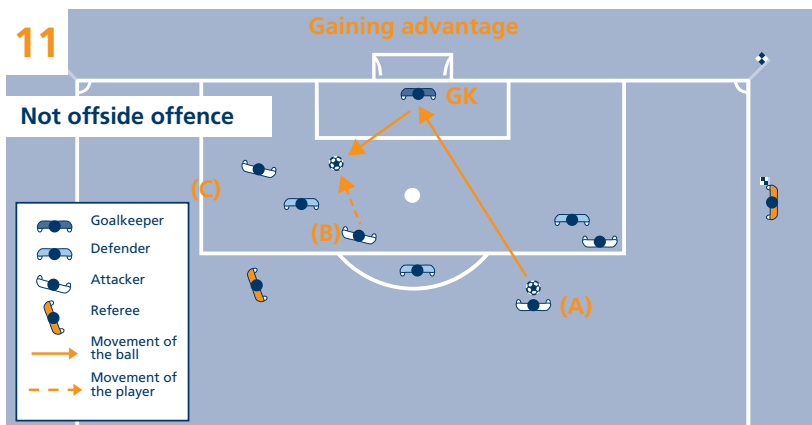 11
Gaining advantage
GK
Not offside offence
(C)
(B)
(A)
Goalkeeper
Defender
Attacker
Referee
Movement of
the ball
Movement of
the player